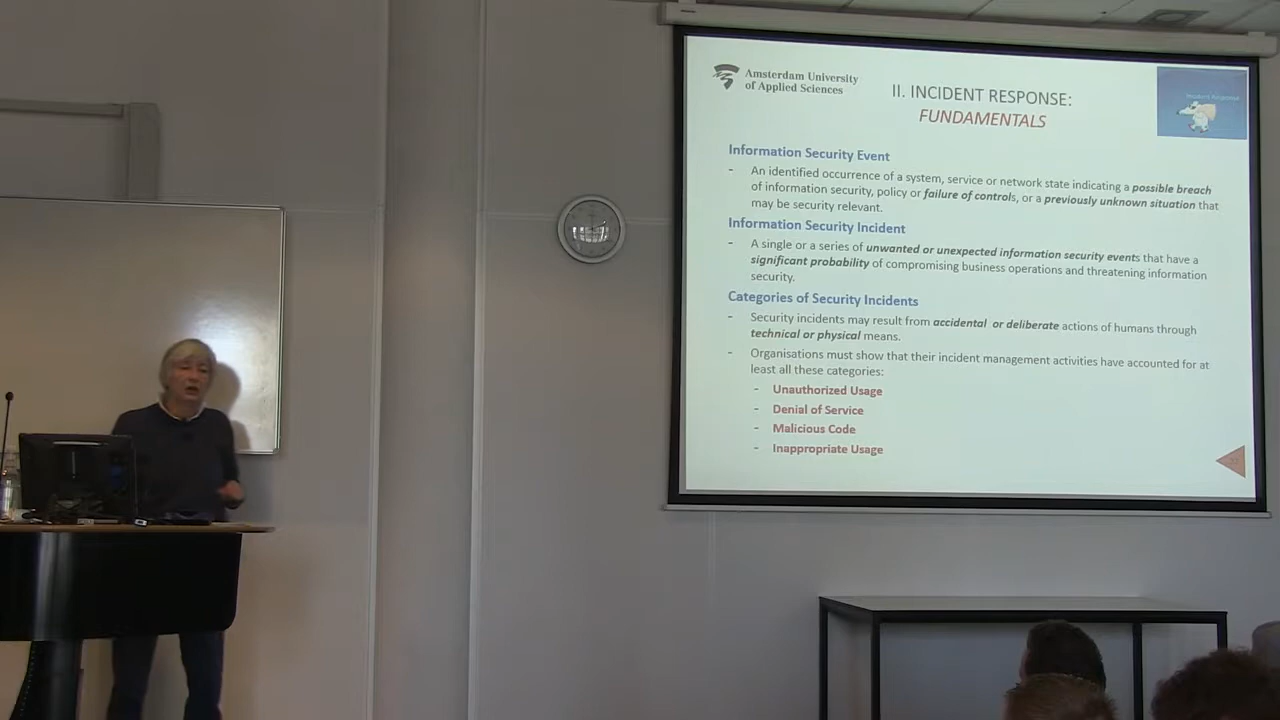 Amsterdam University
of Applied Sciences
II. INCIDENT RESPONSE:
FUNDAMENTALS
Incident Response
Information Security Event
- An identified occurrence of a system, service or network state indicating a possible breach
of information security, policy or failure of controls, or a previously unknown situation that
may be security relevant.
Information Security Incident
- A single or a series of unwanted or unexpected information security events that have a
significant probability of compromising business operations and threatening information
security.
Categories of Security Incidents
- Security incidents may result from accidental or deliberate actions of humans through
technical or physical means.
- Organisations must show that their incident management activities have accounted for at
least all these categories:
- Unauthorized Usage
- Denial of Service
- Malicious Code
- Inappropriate Usage